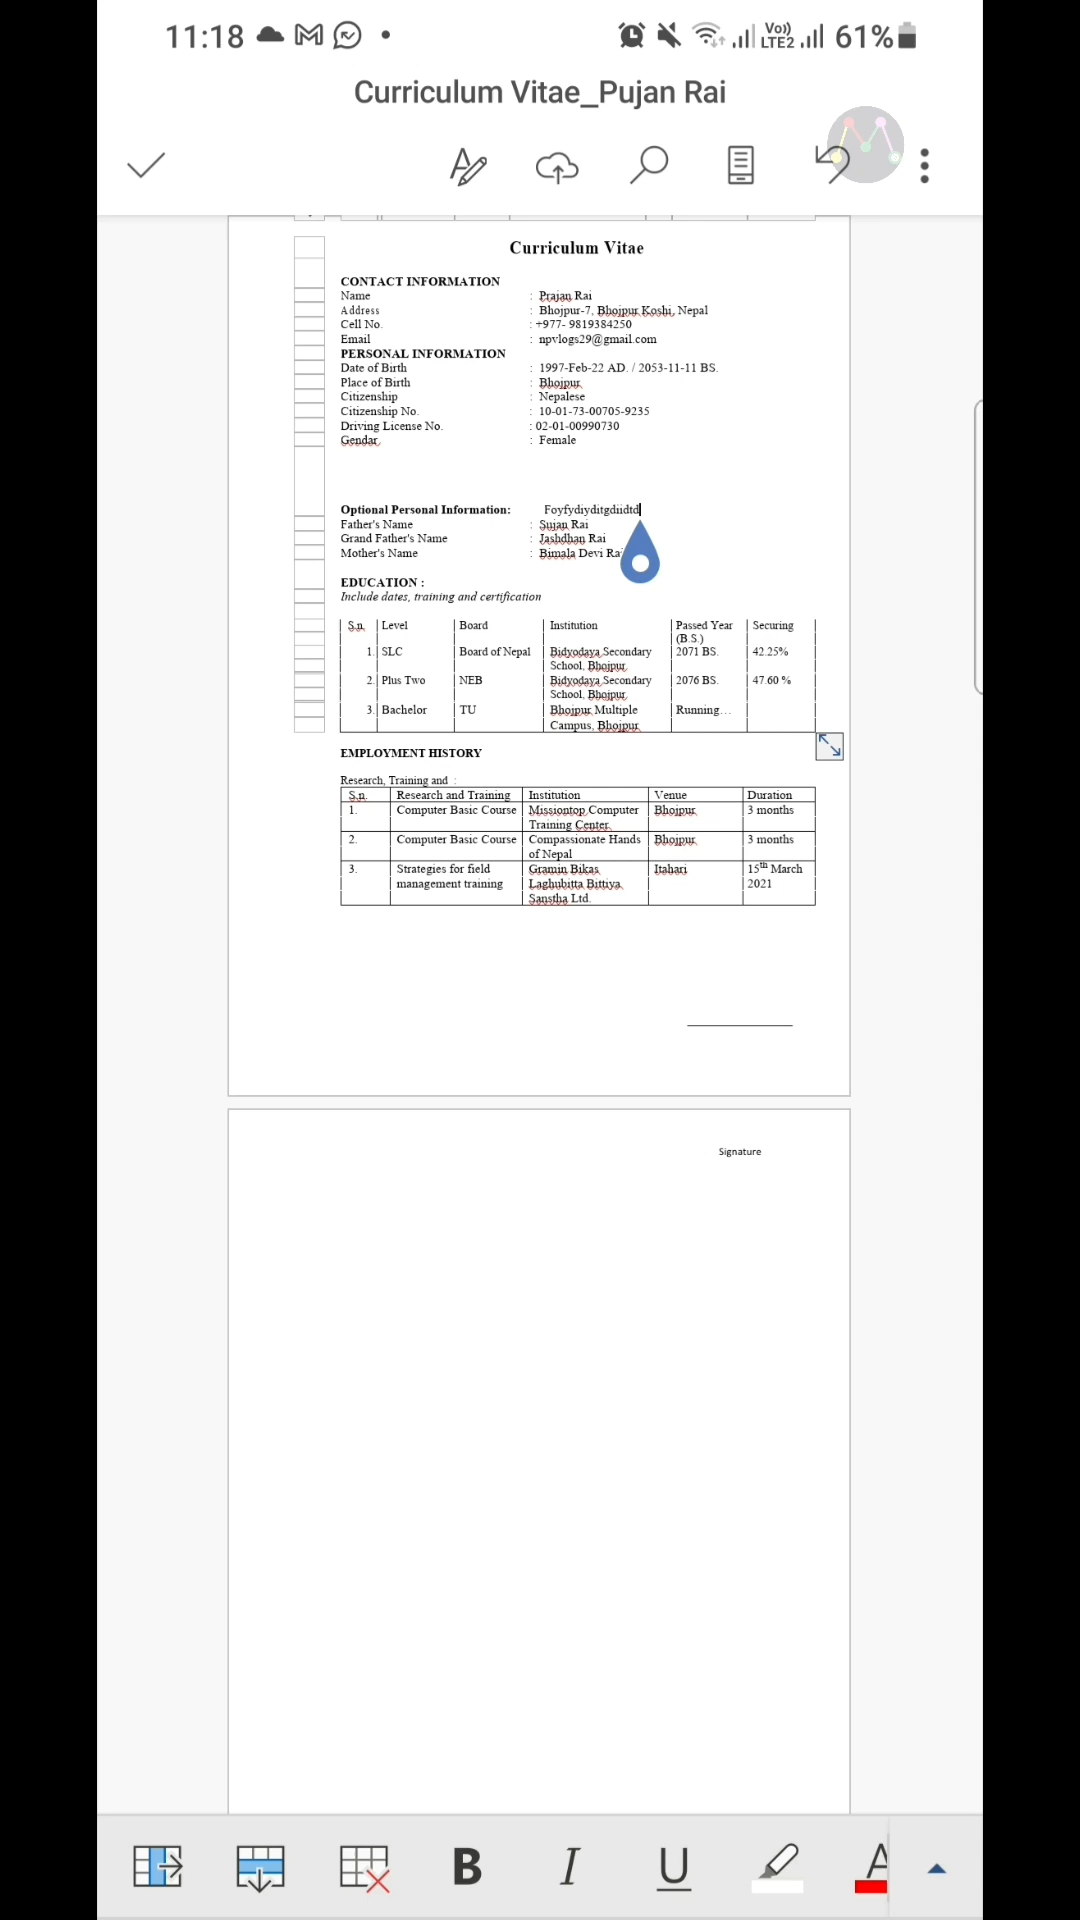 11:18 Vo)) LTE2 61%
Curriculum Vitae_Pujan Rai
Curriculum Vitae
CONTACT INFORMATION
Name : Prajan Rai
Address : Bhojpur-7, Bhojpur Koshi, Nepal
Cell No. : +977- 9819384250
Email : npvlogs29@gmail.com
PERSONAL INFORMATION
Date of Birth : 1997-Feb-22 AD. / 2053-11-11 BS.
Place of Birth : Bhojpur
Citizenship : Nepalese
Citizenship No. : 10-01-73-00705-9235
Driving License No. : 02-01-00990730
Gendar : Female
Optional Personal Information: Foyfydiyditgdiidtd
Father's Name : Sujan Rai
Grand Father's Name : Jashdhan Rai
Mother's Name : Bimala Devi Ra
EDUCATION :
Include dates, training and certification
S.n. Level Board Institution Passed Year Securing
(B.S.)
1. SLC Board of Nepal Bidyodaya Secondary 2071 BS. 42.25%
School, Bhojpur
2. Plus Two NEB Bidyodaya Secondary 2076 BS. 47.60 %
School, Bhojpur
3. Bachelor TU Bhojpur Multiple Running…
Campus, Bhojpur
EMPLOYMENT HISTORY
Research, Training and :
S.n. Research and Training Institution Venue Duration
1. Computer Basic Course Missiontop Computer Bhojpur 3 months
Training Center
2. Computer Basic Course Compassionate Hands Bhojpur 3 months
of Nepal
3. Strategies for field Gramin Bikas Itahari 15th March
management training Laghubitta Bittiya 2021
Sanstha Ltd.
Signature
B I U A